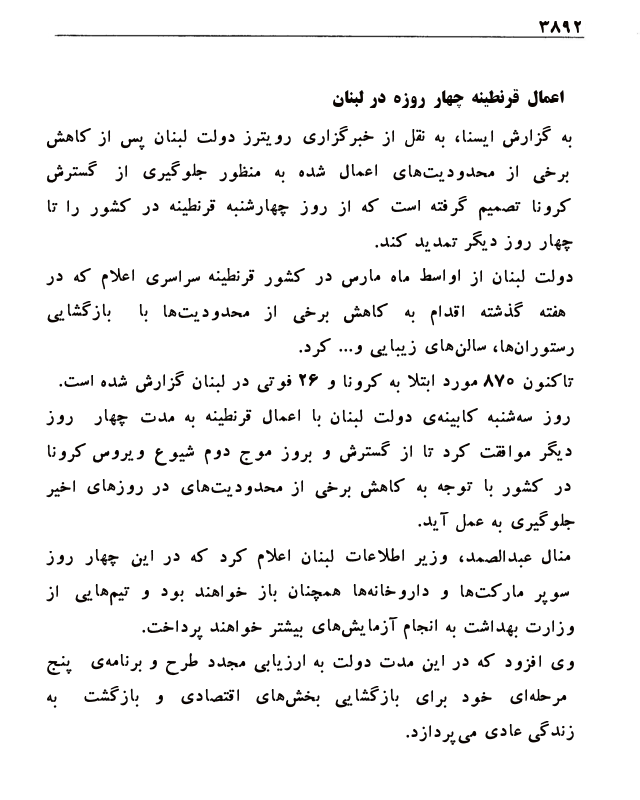 ۳۸۹۲
اعمال قرنطینه چهار روزه در لبنان
به گزارش ایسنا، به نقل از خبرگزاری رویترز دولت لبنان پس از کاهش
برخی از محدودیت‌های اعمال شده به منظور جلوگیری از گسترش
کرونا تصمیم گرفته است که از روز چهارشنبه قرنطینه در کشور را تا
چهار روز دیگر تمدید کند.
دولت لبنان از اواسط ماه مارس در کشور قرنطینه سراسری اعلام که در
هفته گذشته اقدام به کاهش برخی از محدودیت‌ها با بازگشایی
رستوران‌ها، سالن‌های زیبایی و... کرد.
تاکنون ۸۷۰ مورد ابتلا به کرونا و ۲۶ فوتی در لبنان گزارش شده است.
روز سه‌شنبه کابینه‌ی دولت لبنان با اعمال قرنطینه به مدت چهار روز
دیگر موافقت کرد تا از گسترش و بروز موج دوم شیوع ویروس کرونا
در کشور با توجه به کاهش برخی از محدودیت‌های در روزهای اخیر
جلوگیری به عمل آید.
منال عبدالصمد، وزیر اطلاعات لبنان اعلام کرد که در این چهار روز
سوپر مارکت‌ها و داروخانه‌ها همچنان باز خواهند بود و تیم‌هایی از
وزارت بهداشت به انجام آزمایش‌های بیشتر خواهند پرداخت.
وی افزود که در این مدت دولت به ارزیابی مجدد طرح و برنامه‌ی پنج
مرحله‌ای خود برای بازگشایی بخش‌های اقتصادی و بازگشت به
زندگی عادی می‌پردازد.